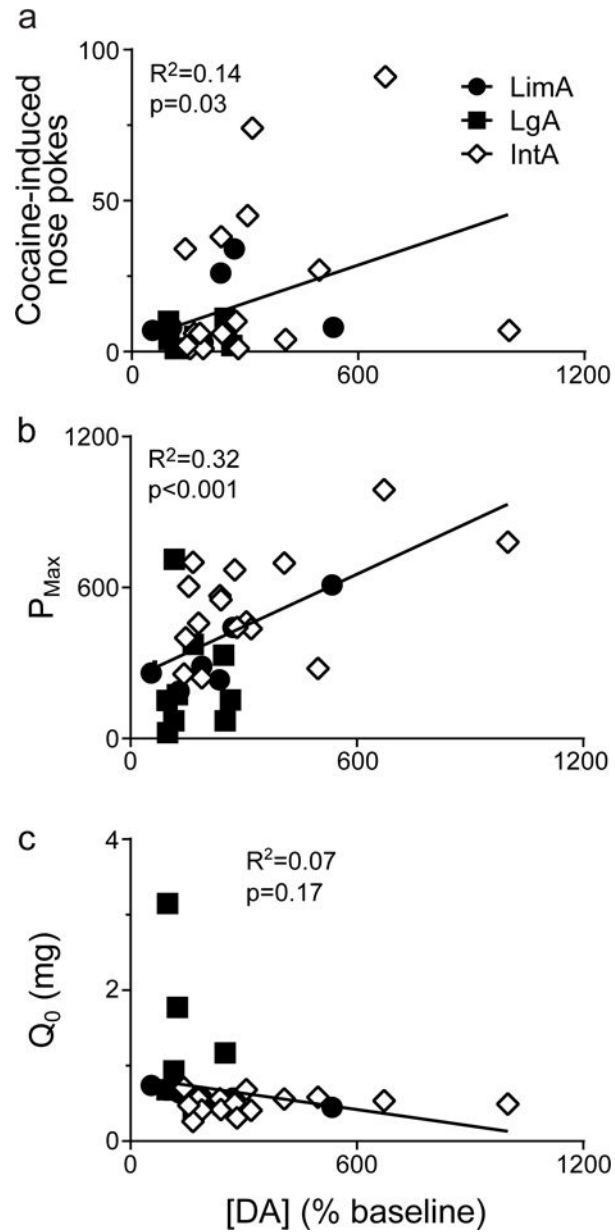 a
Cocaine-induced
nose pokes
100
50
0
R²=0.14
p=0.03
LimA
LgA
IntA
0 600 1200
b
P_Max
1200
600
0
R²=0.32
p<0.001
0 600 1200
c
Q₀ (mg)
4
2
0
R²=0.07
p=0.17
0 600 1200
[DA] (% baseline)